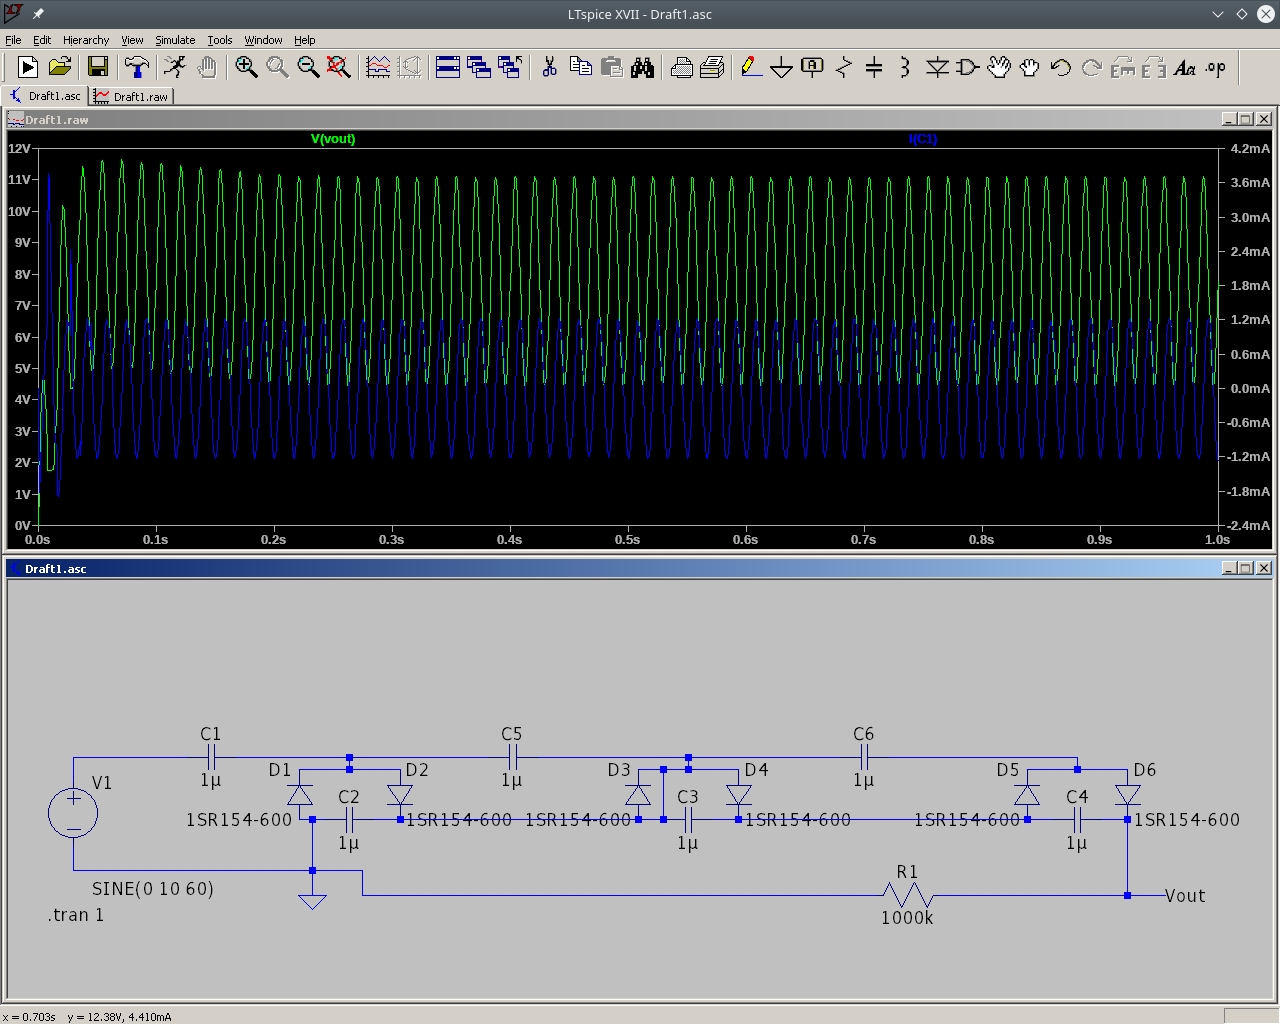 LTspice XVII - Draft1.asc
File Edit Hierarchy View Simulate Tools Window Help
Draft1.asc Draft1.raw
Draft1.raw
V(vout) I(C1)
12V 4.2mA
11V 3.6mA
10V 3.0mA
9V 2.4mA
8V 1.8mA
7V 1.2mA
6V 0.6mA
5V 0.0mA
4V -0.6mA
3V -1.2mA
2V -1.8mA
1V -2.4mA
0V
0.0s 0.1s 0.2s 0.3s 0.4s 0.5s 0.6s 0.7s 0.8s 0.9s 1.0s
Draft1.asc
C1 C5 C6
D1 D2 D3 D4 D5 D6
V1 1µ 1µ 1µ
C2 C3 C4
1SR154-600 1SR154-600 1SR154-600 1SR154-600 1SR154-600 1SR154-600
1µ 1µ 1µ
R1
SINE(0 10 60)
Vout
.tran 1 1000k
x = 0.703s y = 12.38V, 4.410mA